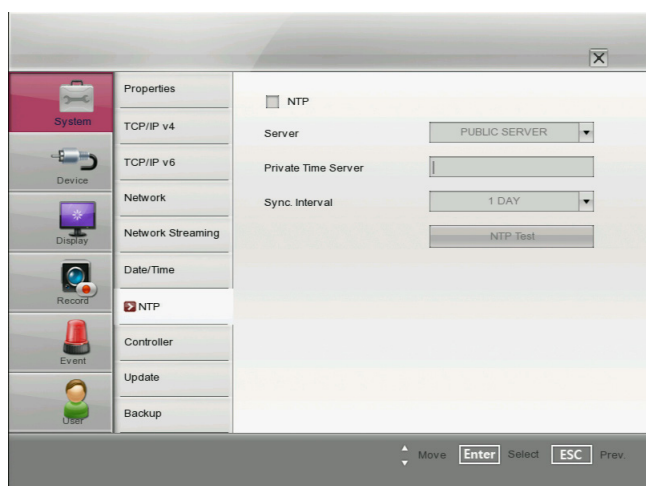 System
Device
Display
Record
Event
User
Properties
TCP/IP v4
TCP/IP v6
Network
Network Streaming
Date/Time
NTP
Controller
Update
Backup
NTP
Server
PUBLIC SERVER
Private Time Server
Sync. Interval
1 DAY
NTP Test
Move Enter Select ESC Prev.